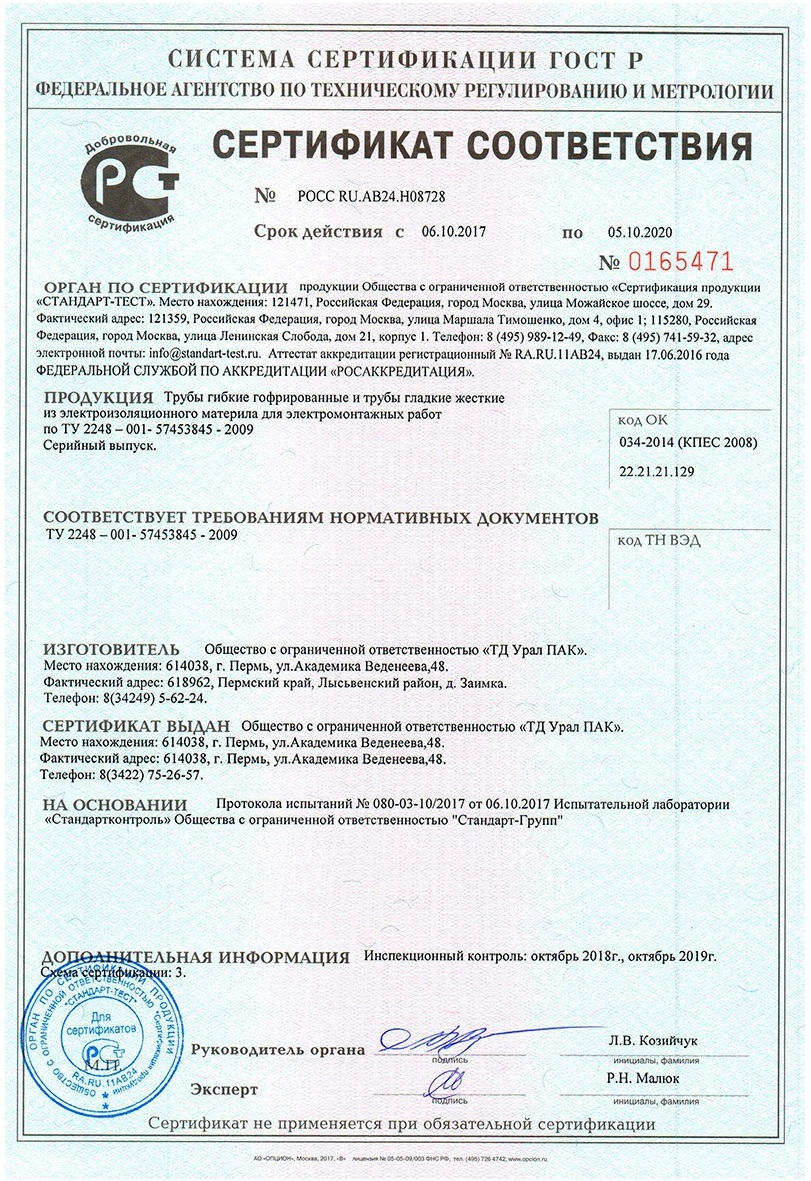 СИСТЕМА СЕРТИФИКАЦИИ ГОСТ Р
ФЕДЕРАЛЬНОЕ АГЕНТСТВО ПО ТЕХНИЧЕСКОМУ РЕГУЛИРОВАНИЮ И МЕТРОЛОГИИ
Добровольная
РСТ
сертификация
СЕРТИФИКАТ СООТВЕТСТВИЯ
№ РОСС RU.АВ24.Н08728
Срок действия с 06.10.2017 по 05.10.2020
№ 0165471
ОРГАН ПО СЕРТИФИКАЦИИ продукции Общества с ограниченной ответственностью «Сертификация продукции
«СТАНДАРТ-ТЕСТ». Место нахождения: 121471, Российская Федерация, город Москва, улица Можайское шоссе, дом 29.
Фактический адрес: 121359, Российская Федерация, город Москва, улица Маршала Тимошенко, дом 4, офис 1; 115280, Российская
Федерация, город Москва, улица Ленинская Слобода, дом 21, корпус 1. Телефон: 8 (495) 989-12-49, Факс: 8 (495) 741-59-32, адрес
электронной почты: info@standart-test.ru. Аттестат аккредитации регистрационный № RA.RU.11АВ24, выдан 17.06.2016 года
ФЕДЕРАЛЬНОЙ СЛУЖБОЙ ПО АККРЕДИТАЦИИ «РОСАККРЕДИТАЦИЯ».
ПРОДУКЦИЯ Трубы гибкие гофрированные и трубы гладкие жесткие
из электроизоляционного материла для электромонтажных работ
по ТУ 2248 – 001- 57453845 - 2009
Серийный выпуск.
код ОК
034-2014 (КПЕС 2008)
22.21.21.129
СООТВЕТСТВУЕТ ТРЕБОВАНИЯМ НОРМАТИВНЫХ ДОКУМЕНТОВ
ТУ 2248 – 001- 57453845 - 2009
код ТН ВЭД
ИЗГОТОВИТЕЛЬ Общество с ограниченной ответственностью «ТД Урал ПАК».
Место нахождения: 614038, г. Пермь, ул.Академика Веденеева,48.
Фактический адрес: 618962, Пермский край, Лысьвенский район, д. Заимка.
Телефон: 8(34249) 5-62-24.
СЕРТИФИКАТ ВЫДАН Общество с ограниченной ответственностью «ТД Урал ПАК».
Место нахождения: 614038, г. Пермь, ул.Академика Веденеева,48.
Фактический адрес: 614038, г. Пермь, ул.Академика Веденеева,48.
Телефон: 8(3422) 75-26-57.
НА ОСНОВАНИИ Протокола испытаний № 080-03-10/2017 от 06.10.2017 Испытательной лаборатории
«Стандартконтроль» Общества с ограниченной ответственностью "Стандарт-Групп"
ДОПОЛНИТЕЛЬНАЯ ИНФОРМАЦИЯ Инспекционный контроль: октябрь 2018г., октябрь 2019г.
Схема сертификации: 3.
ОРГАН ПО СЕРТИФИКАЦИИ ПРОДУКЦИИ
ОБЩЕСТВО С ОГРАНИЧЕННОЙ ОТВЕТСТВЕННОСТЬЮ "Сертификация продукции
"СТАНДАРТ-ТЕСТ"
Для
сертификатов
РСТ
М.П.
RA.RU.11АВ24
Руководитель органа
подпись
Л.В. Козийчук
инициалы, фамилия
Эксперт
подпись
Р.Н. Малюк
инициалы, фамилия
Сертификат не применяется при обязательной сертификации
АО «ОПЦИОН», Москва, 2017, «В» лицензия № 05-05-09/003 ФНС РФ, тел. (495) 726 4742, www.opcion.ru